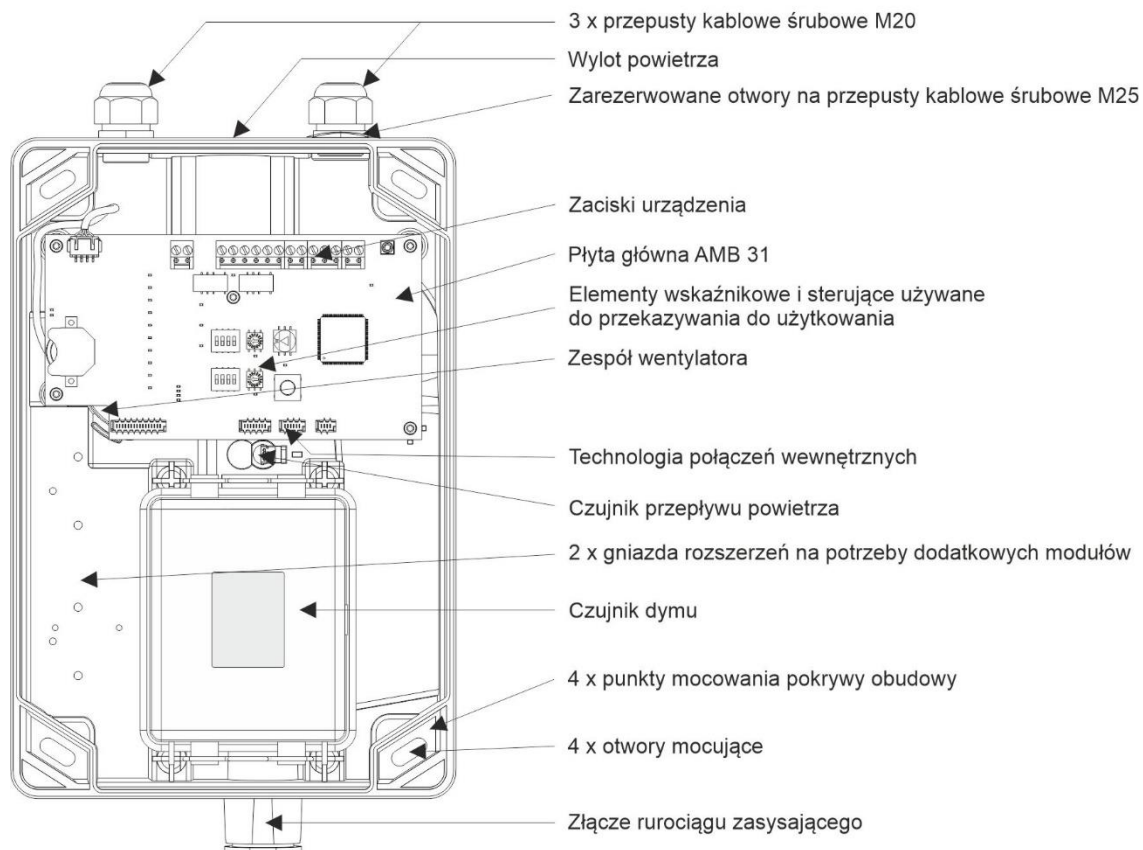 3 x przepusty kablowe śrubowe M20
Wylot powietrza
Zarezerwowane otwory na przepusty kablowe śrubowe M25
Zaciski urządzenia
Płyta główna AMB 31
Elementy wskaźnikowe i sterujące używane
do przekazywania do użytkowania
Zespół wentylatora
Technologia połączeń wewnętrznych
Czujnik przepływu powietrza
2 x gniazda rozszerzeń na potrzeby dodatkowych modułów
Czujnik dymu
4 x punkty mocowania pokrywy obudowy
4 x otwory mocujące
Złącze rurociągu zasysającego